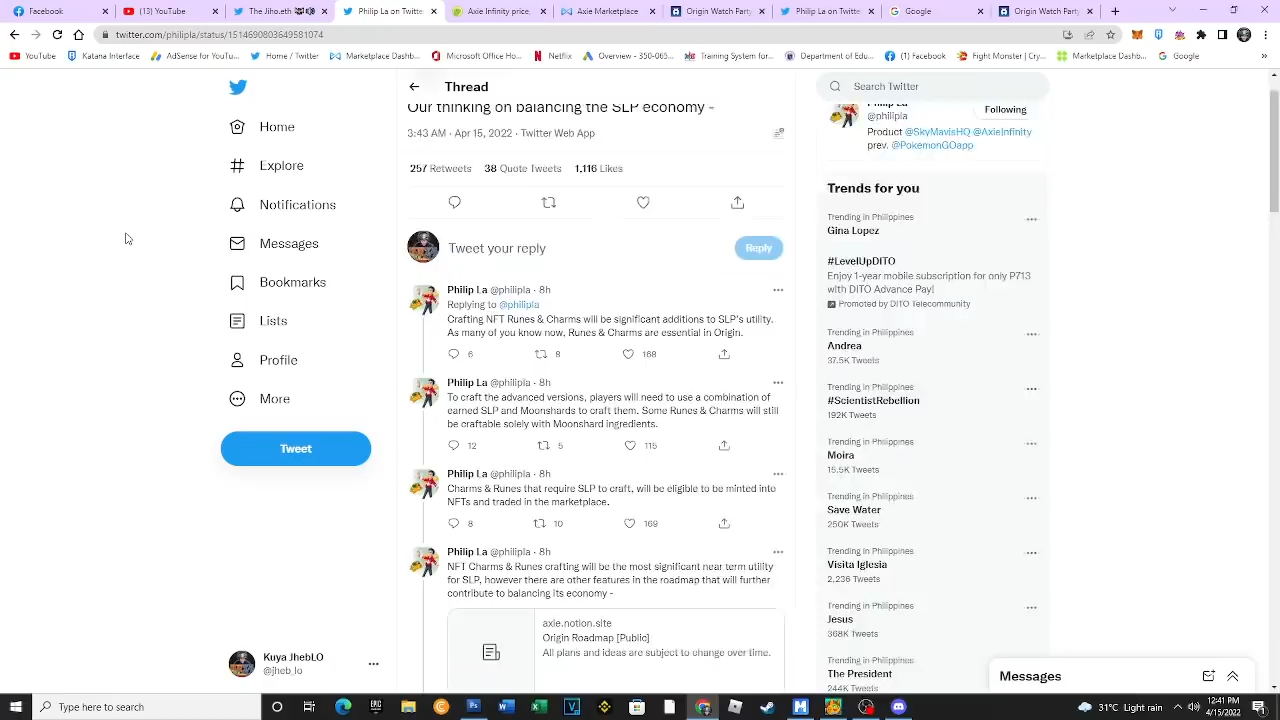 Facebook
(13) YouTube
The Jiholeth
Philip La on Twitte
Axie Infinity price,
Axie Marketplace
Origin Watch Party
Philip La on Twitt
Google
Origin Watch Party
twitter.com/philipla/status/1514690803649581074
YouTube
Katana Interface
AdSense for YouTu...
Home / Twitter
Marketplace Dashb...
Microsoft Office Ho...
Netflix
Overview - 350-065...
Training System for...
Department of Edu...
(1) Facebook
Fight Monster | Cry...
Marketplace Dashb...
Google
Thread
Our thinking on balancing the SLP economy
3:43 AM · Apr 15, 2022 · Twitter Web App
257 Retweets 38 Quote Tweets 1,116 Likes
Tweet your reply
Reply
Philip La @philipla · 8h
Replying to @philipla
Crafting NFT Runes & Charms will be significant additions to SLP's utility.
As many of you know now, Runes & Charms are essential in Origin.
6 8 168
Philip La @philipla · 8h
To craft the advanced versions, players will need to use a combination of
earned SLP and Moonshards to craft them. Some Runes & Charms will still
be craftable solely with Moonshard ingredients.
12 5 115
Philip La @philipla · 8h
Charms & Runes that require SLP to craft, will be eligible to be minted into
NFTs and traded in the marketplace.
8 10 169
Philip La @philipla · 8h
NFT Charms & Runes crafting will be the most significant near term utility
for SLP, however there are other features in the roadmap that will further
contribute to balancing its economy -
axie.notion.site
Origin Roadmap [Public]
All plans and ideas are subject to change over time.
Home
Explore
Notifications
Messages
Bookmarks
Lists
Profile
More
Tweet
Kuya JhebLO
@jheb_lo
Search Twitter
Philip La
@philipla
Following
Product @SkyMavisHQ @AxieInfinity
prev. @PokemonGOapp
Trends for you
Trending in Philippines
Gina Lopez
#LevelUpDITO
Enjoy 1-year mobile subscription for only P713
with DITO Advance Pay!
Promoted by DITO Telecommunity
Trending in Philippines
Andrea
37.5K Tweets
Trending in Philippines
#ScientistRebellion
192K Tweets
Trending in Philippines
Moira
15.5K Tweets
Trending in Philippines
Save Water
250K Tweets
Trending in Philippines
Visita Iglesia
2,236 Tweets
Trending in Philippines
Jesus
368K Tweets
Trending in Philippines
The President
244K Tweets
Messages
Type here to search
31°C Light rain
12:41 PM
4/15/2022